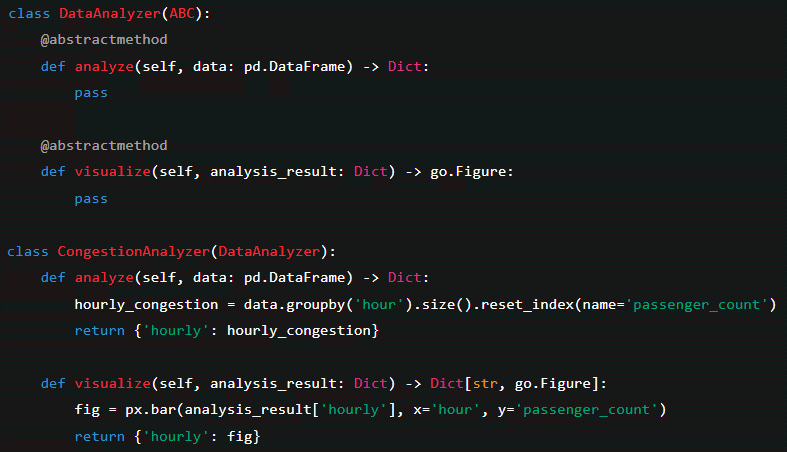 class DataAnalyzer(ABC):
    @abstractmethod
    def analyze(self, data: pd.DataFrame) -> Dict:
        pass

    @abstractmethod
    def visualize(self, analysis_result: Dict) -> go.Figure:
        pass

class CongestionAnalyzer(DataAnalyzer):
    def analyze(self, data: pd.DataFrame) -> Dict:
        hourly_congestion = data.groupby('hour').size().reset_index(name='passenger_count')
        return {'hourly': hourly_congestion}

    def visualize(self, analysis_result: Dict) -> Dict[str, go.Figure]:
        fig = px.bar(analysis_result['hourly'], x='hour', y='passenger_count')
        return {'hourly': fig}